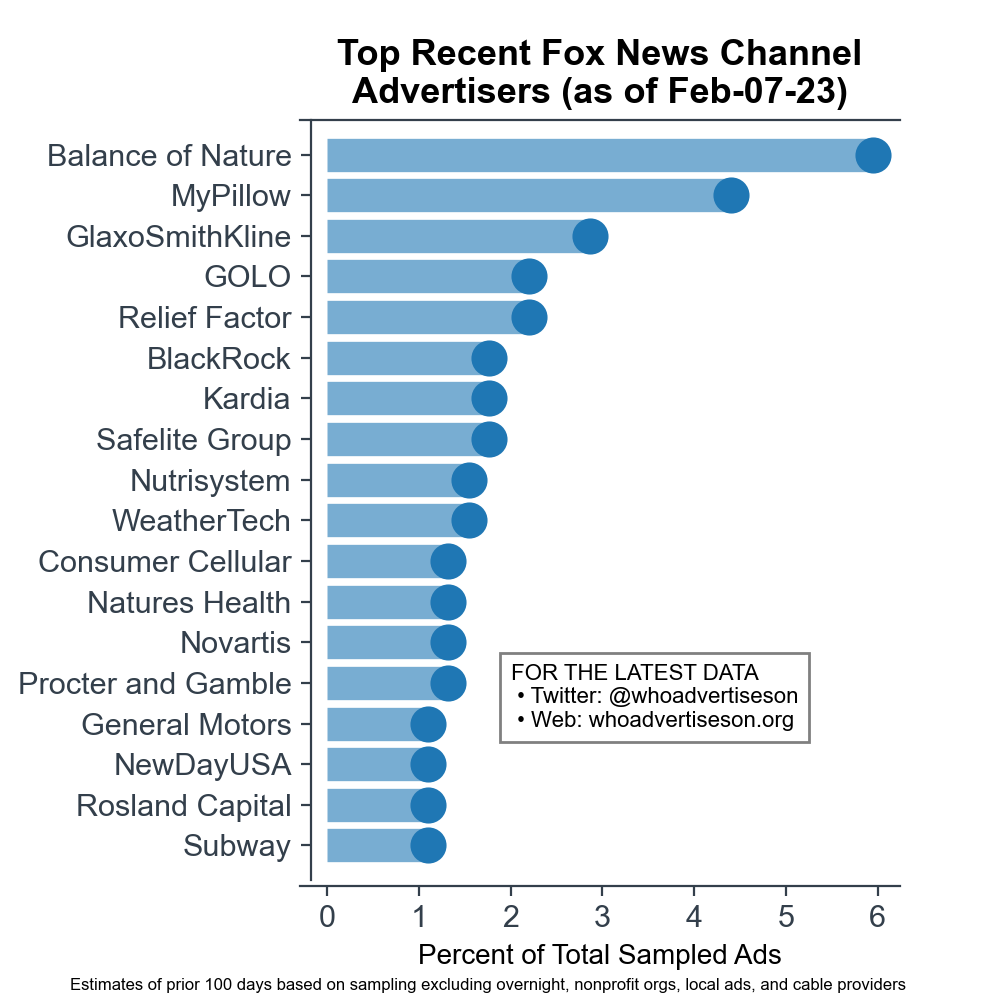 Top Recent Fox News Channel
Advertisers (as of Feb-07-23)
Balance of Nature
MyPillow
GlaxoSmithKline
GOLO
Relief Factor
BlackRock
Kardia
Safelite Group
Nutrisystem
WeatherTech
Consumer Cellular
Natures Health
Novartis
Procter and Gamble
General Motors
NewDayUSA
Rosland Capital
Subway
FOR THE LATEST DATA
• Twitter: @whoadvertiseson
• Web: whoadvertiseson.org
0 1 2 3 4 5 6
Percent of Total Sampled Ads
Estimates of prior 100 days based on sampling excluding overnight, nonprofit orgs, local ads, and cable providers